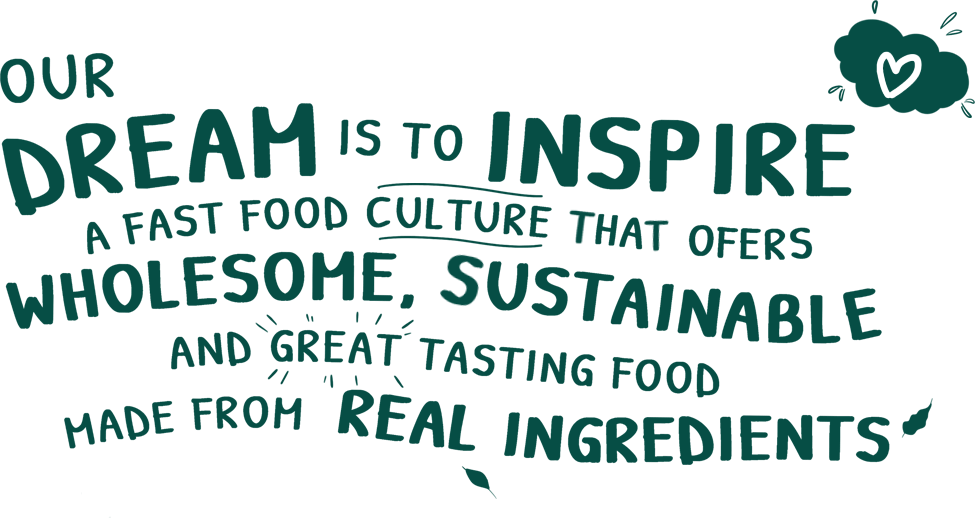 OUR
DREAM IS TO INSPIRE
A FAST FOOD CULTURE THAT OFERS
WHOLESOME, SUSTAINABLE
AND GREAT TASTING FOOD
MADE FROM REAL INGREDIENTS